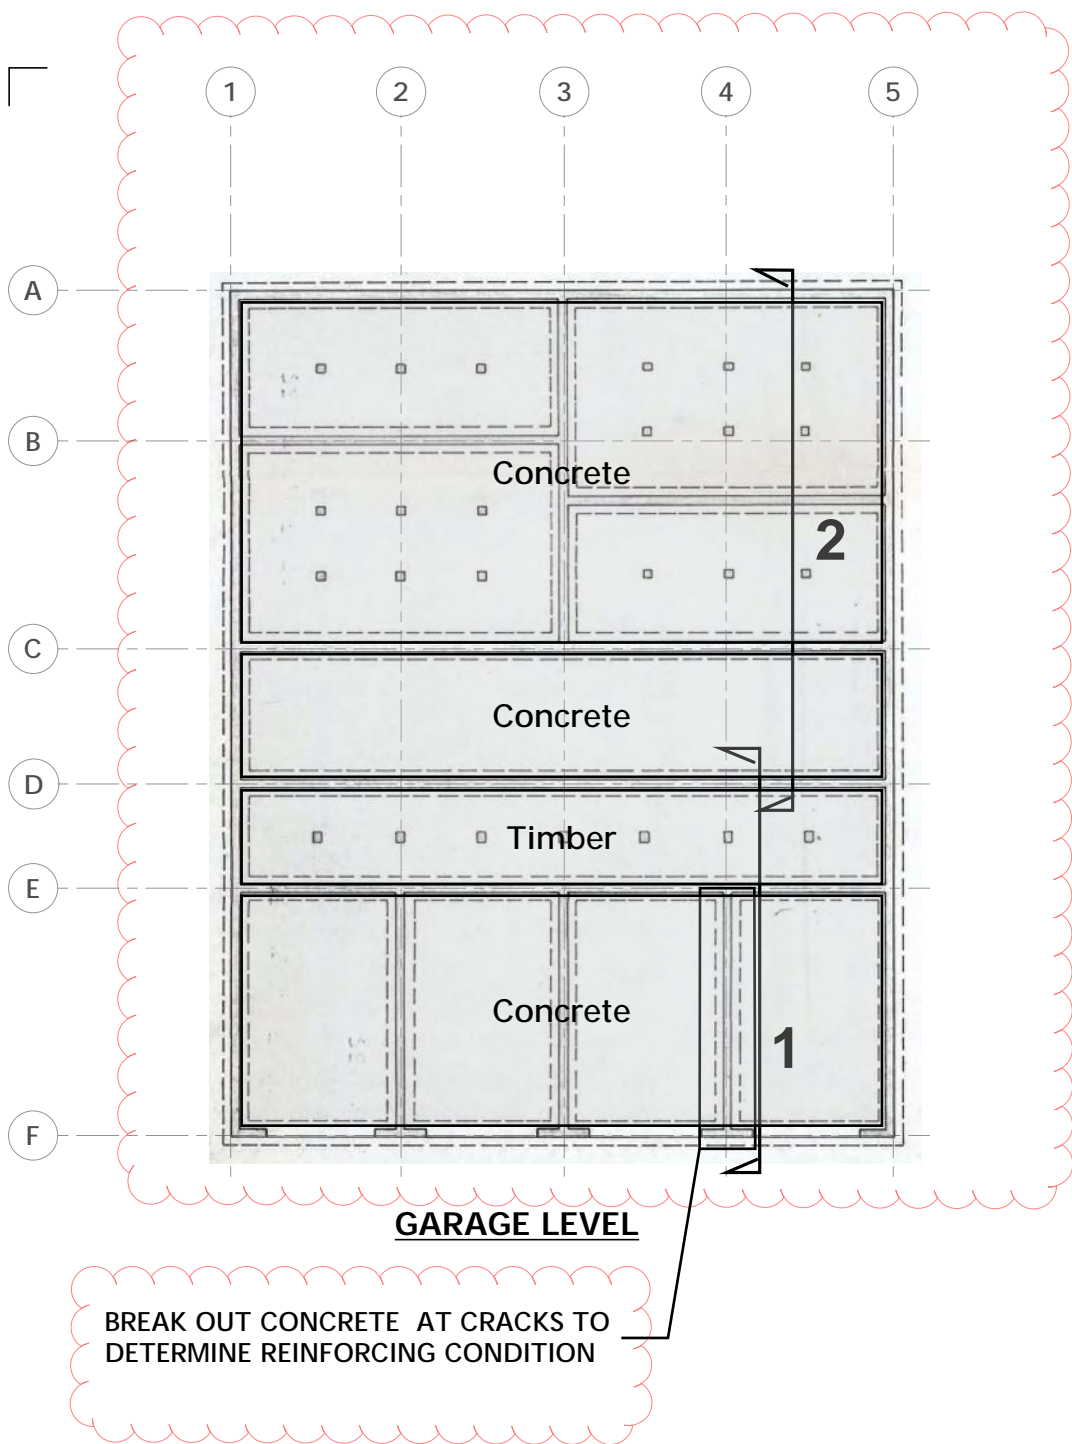 1 2 3 4 5
A
B
Concrete
2
C
Concrete
D
Timber
E
Concrete
1
F
GARAGE LEVEL
BREAK OUT CONCRETE AT CRACKS TO
DETERMINE REINFORCING CONDITION